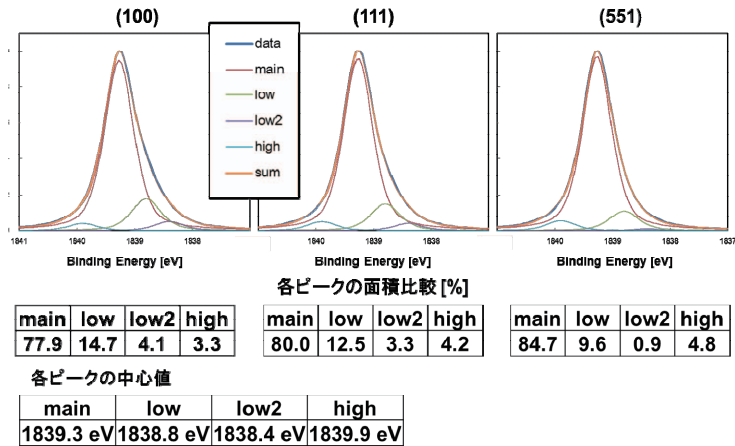 (100) (111) (551)
data
main
low
low2
high
sum
1841 1840 1839 1838 1840 1839 1838 1840 1839 1838 1837
Binding Energy [eV] Binding Energy [eV] Binding Energy [eV]
各ピークの面積比較 [%]
main low low2 high main low low2 high main low low2 high
77.9 14.7 4.1 3.3 80.0 12.5 3.3 4.2 84.7 9.6 0.9 4.8
各ピークの中心値
main low low2 high
1839.3 eV 1838.8 eV 1838.4 eV 1839.9 eV